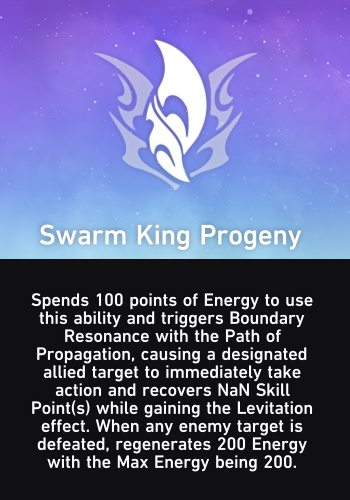 Swarm King Progeny
Spends 100 points of Energy to use
this ability and triggers Boundary
Resonance with the Path of
Propagation, causing a designated
allied target to immediately take
action and recovers NaN Skill
Point(s) while gaining the Levitation
effect. When any enemy target is
defeated, regenerates 200 Energy
with the Max Energy being 200.